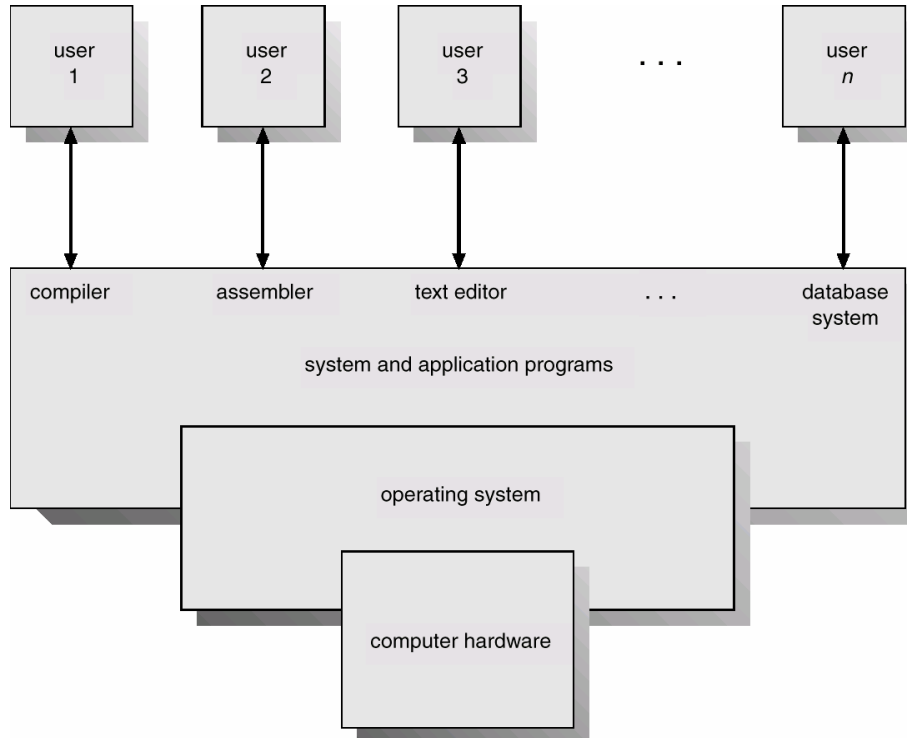 user
1
user
2
user
3
. . .
user
n
compiler
assembler
text editor
. . .
database
system
system and application programs
operating system
computer hardware